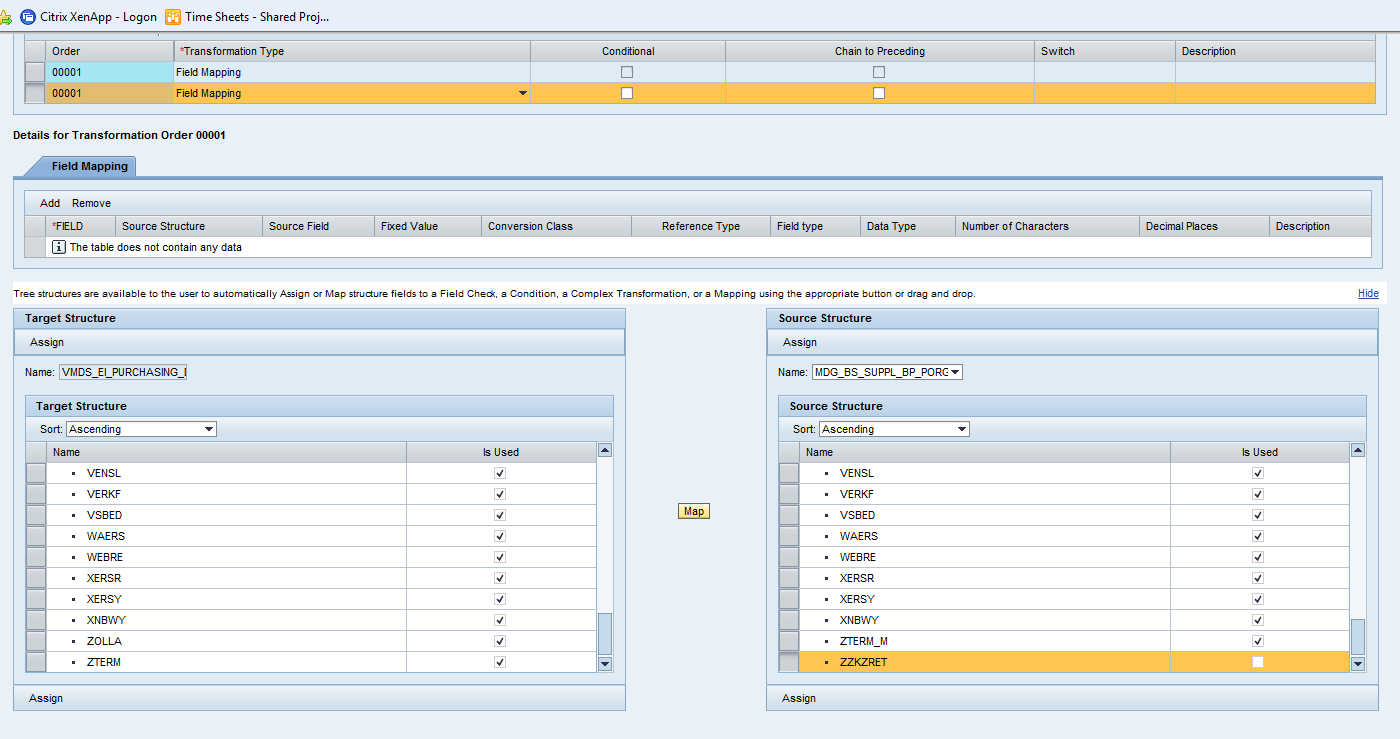 Citrix XenApp - Logon Time Sheets - Shared Proj...
Order *Transformation Type Conditional Chain to Preceding Switch Description
00001 Field Mapping
00001 Field Mapping
Details for Transformation Order 00001
Field Mapping
Add Remove
*FIELD Source Structure Source Field Fixed Value Conversion Class Reference Type Field type Data Type Number of Characters Decimal Places Description
The table does not contain any data
Tree structures are available to the user to automatically Assign or Map structure fields to a Field Check, a Condition, a Complex Transformation, or a Mapping using the appropriate button or drag and drop. Hide
Target Structure
Assign
Name: VMDS_EI_PURCHASING_
Target Structure
Sort: Ascending
Name Is Used
VENSL
VERKF
VSBED
WAERS
WEBRE
XERSR
XERSY
XNBWY
ZOLLA
ZTERM
Assign
Map
Source Structure
Assign
Name: MDG_BS_SUPPL_BP_PORG
Source Structure
Sort: Ascending
Name Is Used
VENSL
VERKF
VSBED
WAERS
WEBRE
XERSR
XERSY
XNBWY
ZTERM_M
ZZKZRET
Assign